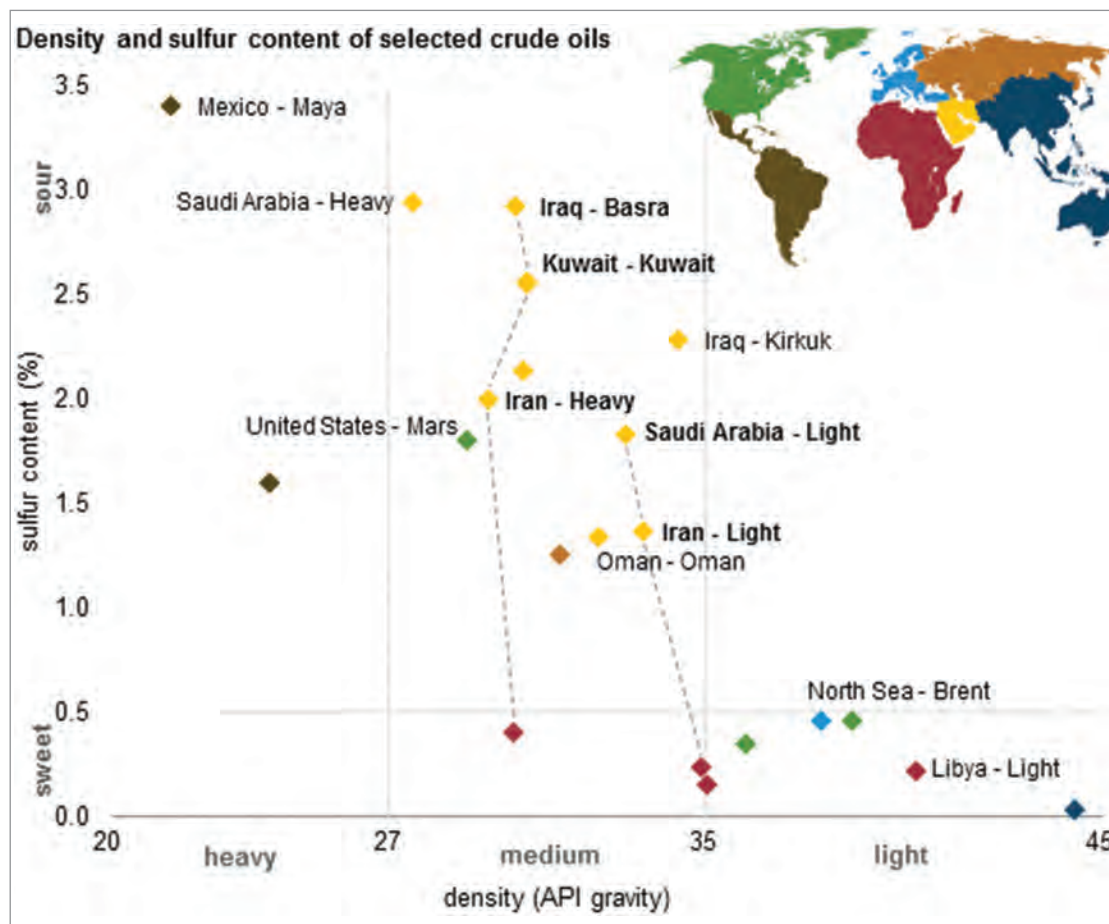 Density and sulfur content of selected crude oils
3.5
Mexico - Maya
3.0
sour
Saudi Arabia - Heavy
Iraq - Basra
Kuwait - Kuwait
2.5
Iraq - Kirkuk
2.0
Iran - Heavy
United States - Mars
Saudi Arabia - Light
sulfur content (%)
1.5
Iran - Light
Oman - Oman
1.0
North Sea - Brent
0.5
sweet
Libya - Light
0.0
20
27
35
45
heavy
medium
light
density (API gravity)